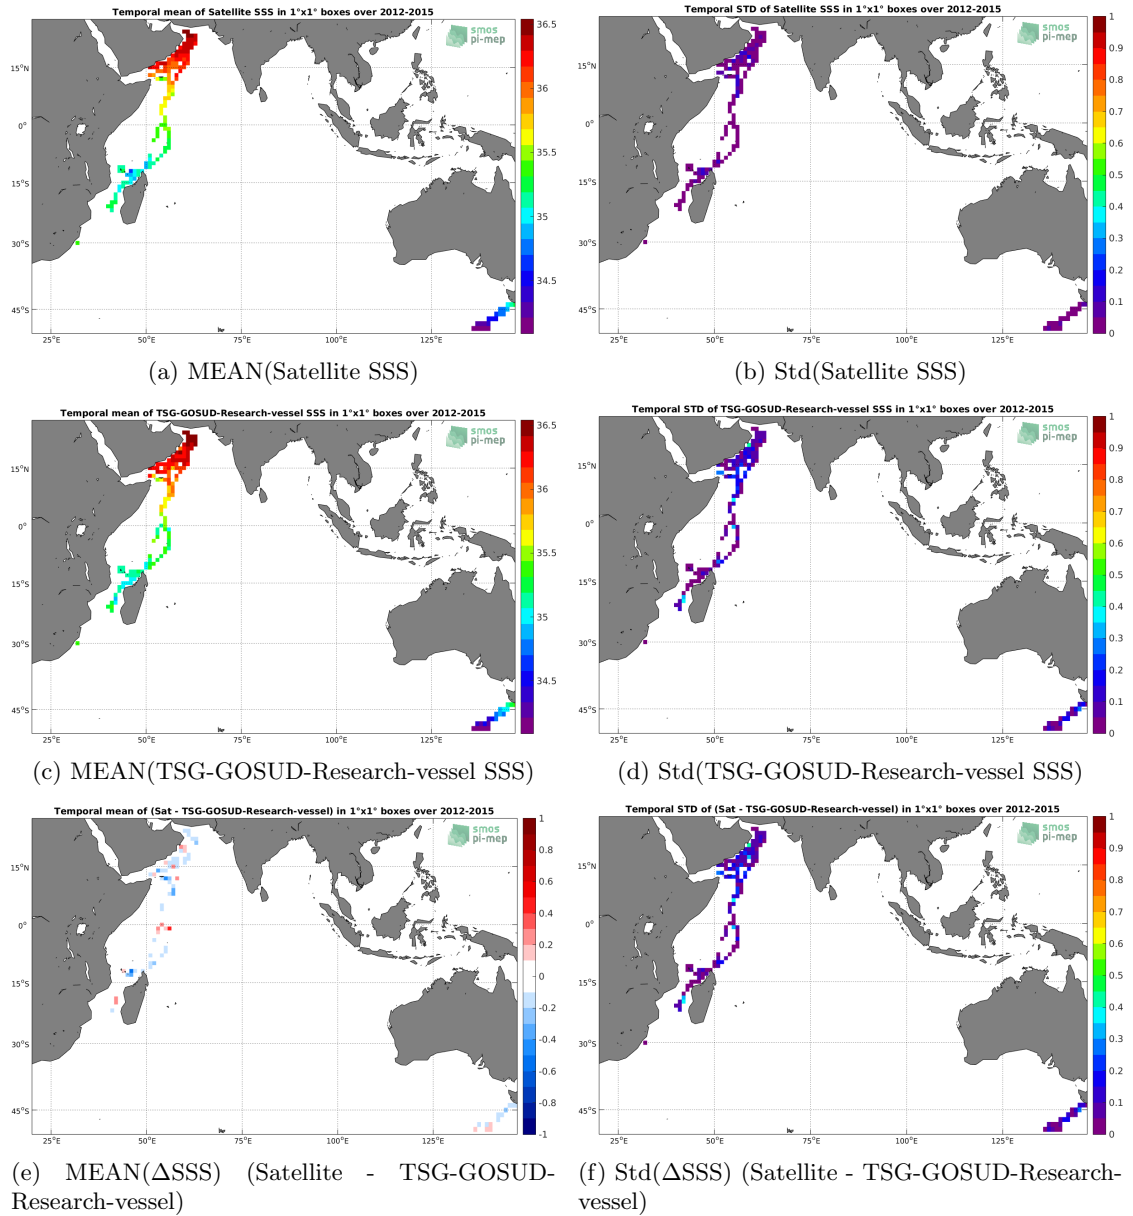 Temporal mean of Satellite SSS in 1°x1° boxes over 2012-2015
smos
pi-mep
15°N
0°
15°S
30°S
45°S
25°E 50°E 75°E 100°E 125°E
36.5
36
35.5
35
34.5
(a) MEAN(Satellite SSS)
Temporal STD of Satellite SSS in 1°x1° boxes over 2012-2015
smos
pi-mep
15°N
0°
15°S
30°S
45°S
25°E 50°E 75°E 100°E 125°E
1
0.9
0.8
0.7
0.6
0.5
0.4
0.3
0.2
0.1
0
(b) Std(Satellite SSS)
Temporal mean of TSG-GOSUD-Research-vessel SSS in 1°x1° boxes over 2012-2015
smos
pi-mep
15°N
0°
15°S
30°S
45°S
25°E 50°E 75°E 100°E 125°E
36.5
36
35.5
35
34.5
(c) MEAN(TSG-GOSUD-Research-vessel SSS)
Temporal STD of TSG-GOSUD-Research-vessel SSS in 1°x1° boxes over 2012-2015
smos
pi-mep
15°N
0°
15°S
30°S
45°S
25°E 50°E 75°E 100°E 125°E
1
0.9
0.8
0.7
0.6
0.5
0.4
0.3
0.2
0.1
0
(d) Std(TSG-GOSUD-Research-vessel SSS)
Temporal mean of (Sat - TSG-GOSUD-Research-vessel) in 1°x1° boxes over 2012-2015
smos
pi-mep
15°N
0°
15°S
30°S
45°S
25°E 50°E 75°E 100°E 125°E
1
0.8
0.6
0.4
0.2
0
-0.2
-0.4
-0.6
-0.8
-1
(e) MEAN(ΔSSS) (Satellite - TSG-GOSUD-
Research-vessel)
Temporal STD of (Sat - TSG-GOSUD-Research-vessel) in 1°x1° boxes over 2012-2015
smos
pi-mep
15°N
0°
15°S
30°S
45°S
25°E 50°E 75°E 100°E 125°E
1
0.9
0.8
0.7
0.6
0.5
0.4
0.3
0.2
0.1
0
(f) Std(ΔSSS) (Satellite - TSG-GOSUD-Research-
vessel)